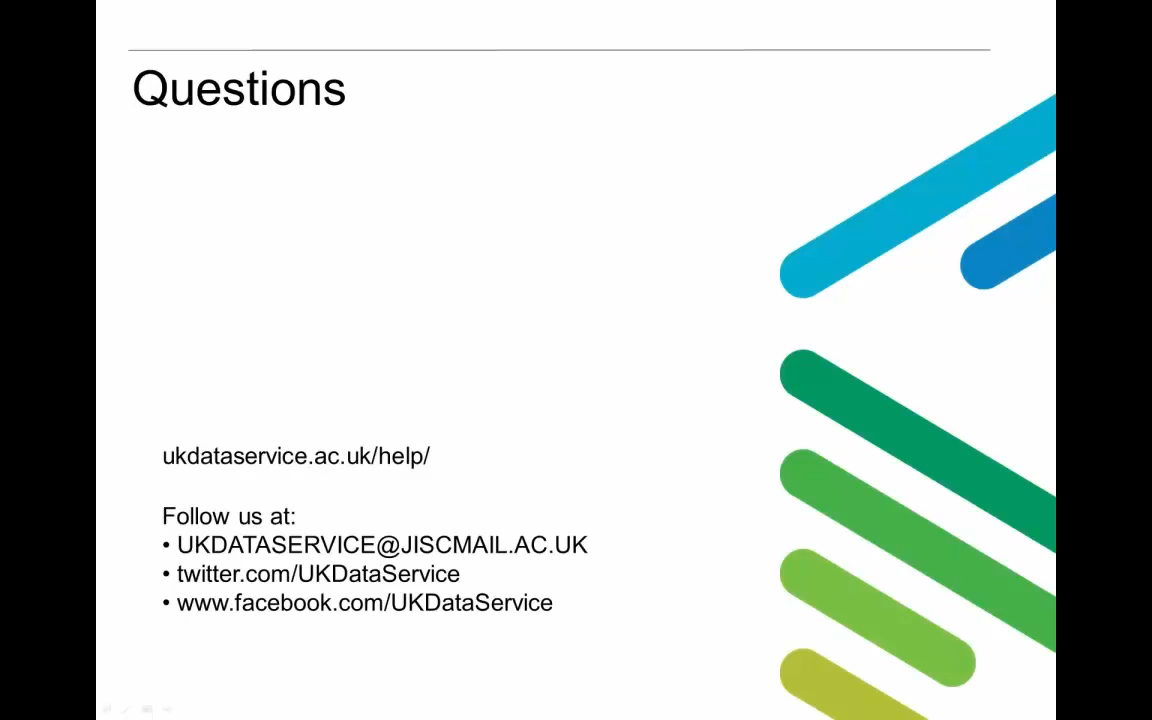 Questions
ukdataservice.ac.uk/help/
Follow us at:
• UKDATASERVICE@JISCMAIL.AC.UK
• twitter.com/UKDataService
• www.facebook.com/UKDataService